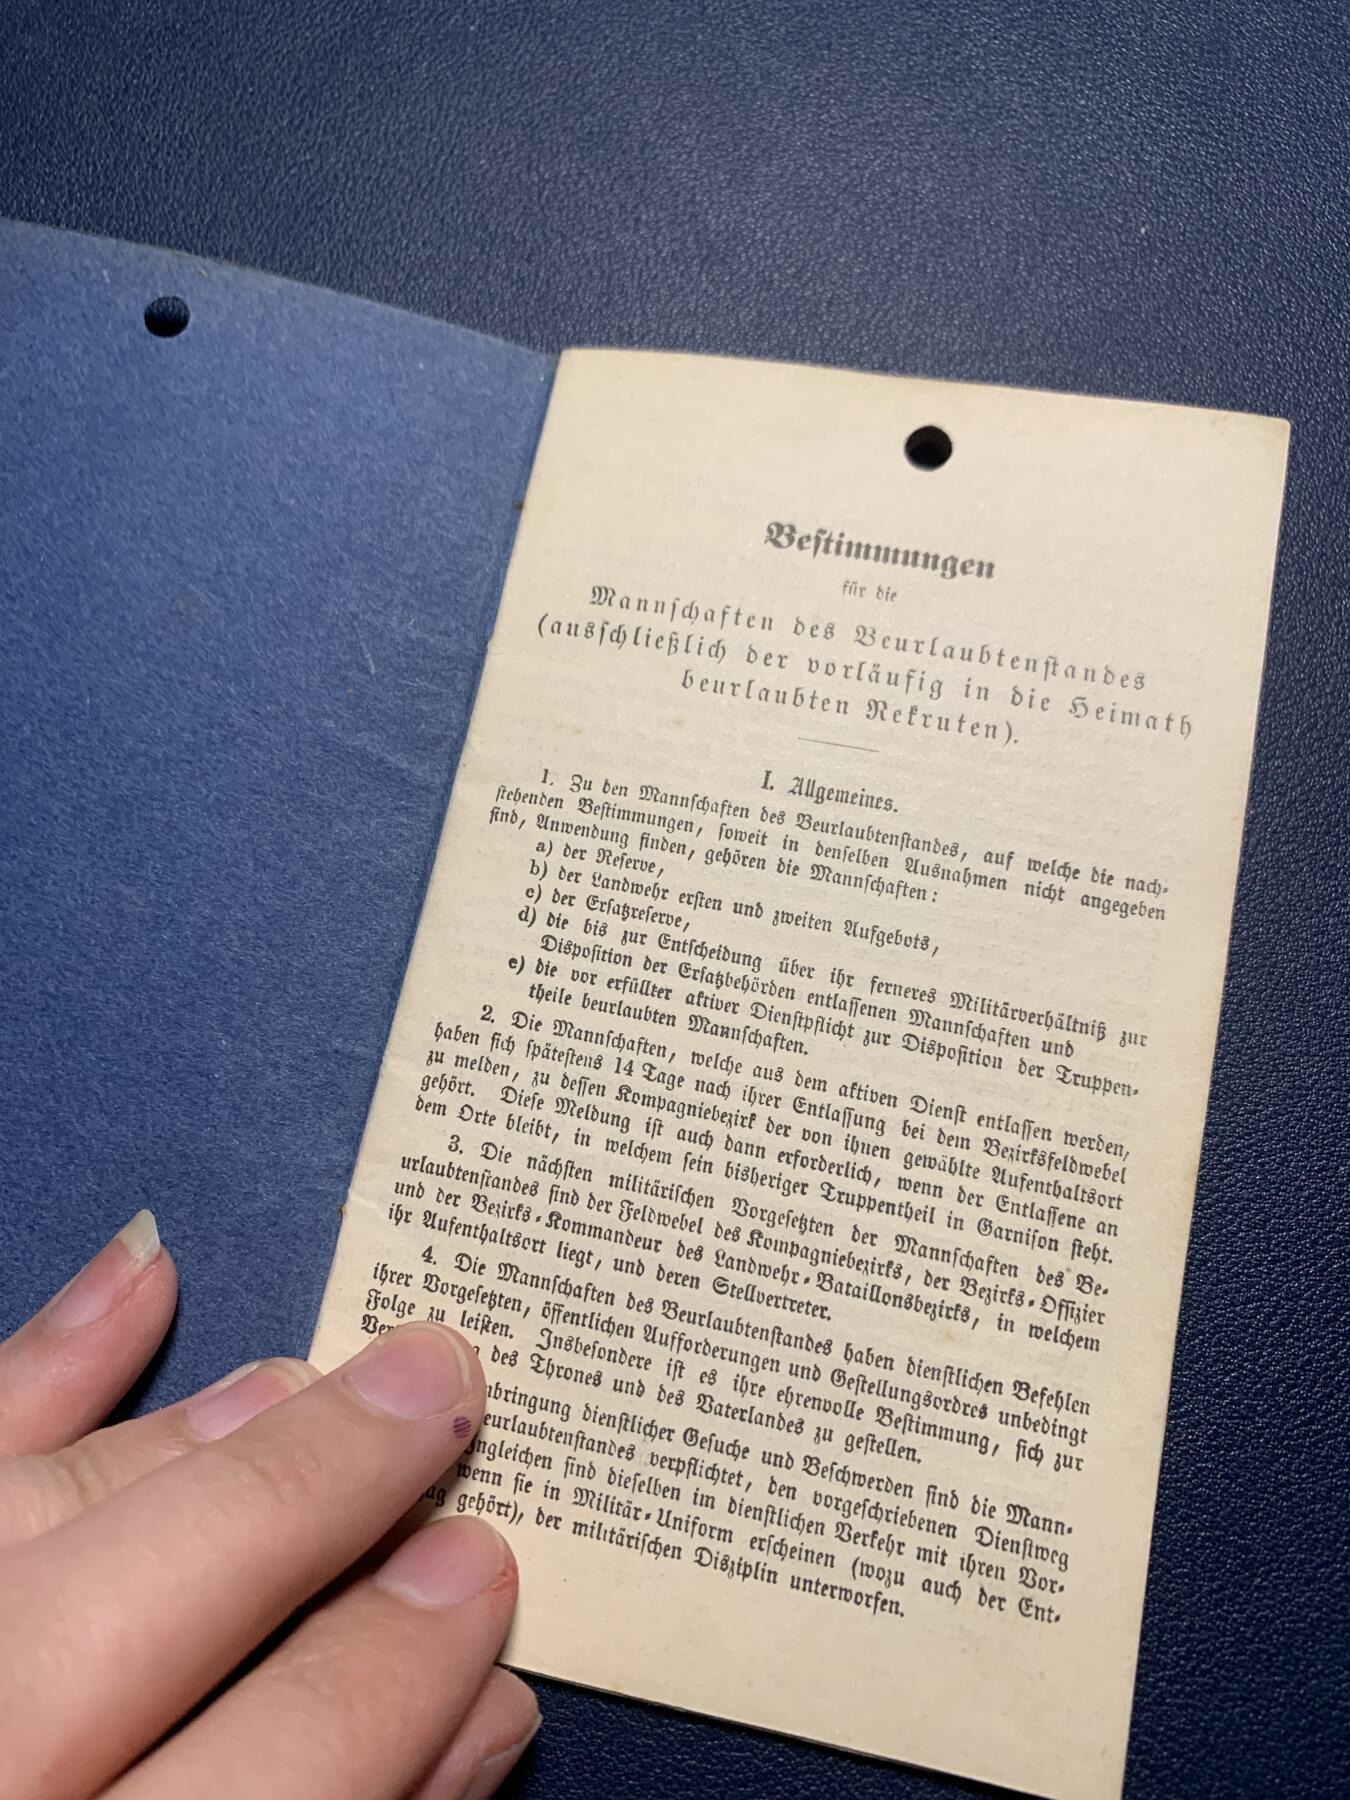 Bestimmungen
für die
Mannschaften des Beurlaubtenstandes
(ausschließlich der vorläufig in die Heimath
beurlaubten Rekruten).
I. Allgemeines.
1. Zu den Mannschaften des Beurlaubtenstandes, auf welche die nach-
stehenden Bestimmungen, soweit in denselben Ausnahmen nicht angegeben
sind, Anwendung finden, gehören die Mannschaften:
a) der Reserve,
b) der Landwehr ersten und zweiten Aufgebots,
c) der Ersatzreserve,
d) die bis zur Entscheidung über ihr ferneres Militärverhältniß zur
Disposition der Ersatzbehörden entlassenen Mannschaften und
e) die vor erfüllter aktiver Dienstpflicht zur Disposition der Truppen-
theile beurlaubten Mannschaften.
2. Die Mannschaften, welche aus dem aktiven Dienst entlassen werden,
haben sich spätestens 14 Tage nach ihrer Entlassung bei dem Bezirksfeldwebel
zu melden, zu dessen Kompagniebezirk der von ihnen gewählte Aufenthaltsort
gehört. Diese Meldung ist auch dann erforderlich, wenn der Entlassene an
dem Orte bleibt, in welchem sein bisheriger Truppentheil in Garnison steht.
3. Die nächsten militärischen Vorgesetzten der Mannschaften des Be-
urlaubtenstandes sind der Feldwebel des Kompagniebezirks, der Bezirks-Offizier
und der Bezirks-Kommandeur des Landwehr-Bataillonsbezirks, in welchem
ihr Aufenthaltsort liegt, und deren Stellvertreter.
4. Die Mannschaften des Beurlaubtenstandes haben dienstlichen Befehlen
ihrer Vorgesetzten, öffentlichen Aufforderungen und Gestellungsordres unbedingt
Folge zu leisten. Insbesondere ist es ihre ehrenvolle Bestimmung, sich zur
des Thrones und des Vaterlandes zu gestellen.
nbringung dienstlicher Gesuche und Beschwerden sind die Mann-
eurlaubtenstandes verpflichtet, den vorgeschriebenen Dienstweg
Ingleichen sind dieselben im dienstlichen Verkehr mit ihren Vor-
wenn sie in Militär-Uniform erscheinen (wozu auch der Ent-
ag gehört), der militärischen Disziplin unterworfen.